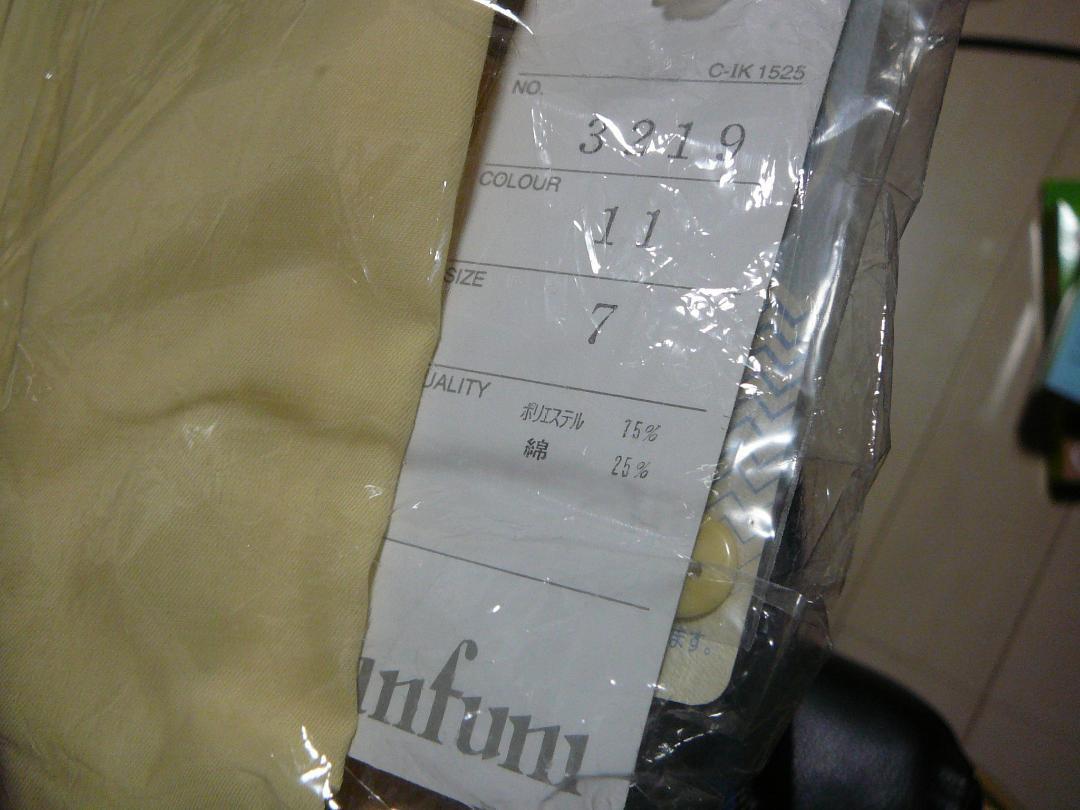 C-IK 1525
NO.
3219
COLOUR
11
SIZE
7
UALITY
ポリエステル 75%
綿 25%
ます。
anfuni